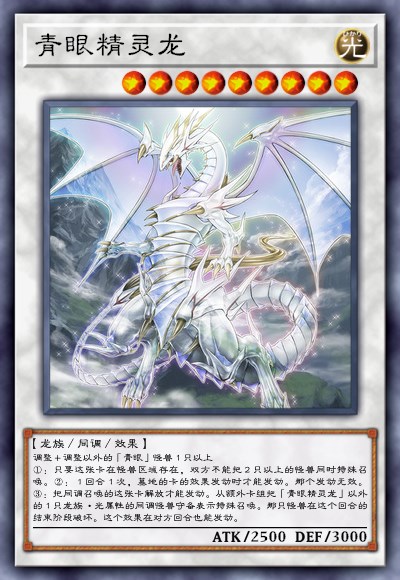 青眼精灵龙
光
【龙族／同调／效果】
调整＋调整以外的「青眼」怪兽１只以上
①：只要这张卡在怪兽区域存在，双方不能把２只以上的怪兽同时特殊召
唤。②：１回合１次，墓地的卡的效果发动时才能发动。那个发动无效。
③：把同调召唤的这张卡解放才能发动。从额外卡组把「青眼精灵龙」以外
的１只龙族·光属性的同调怪兽守备表示特殊召唤。那只怪兽在这个回合的
结束阶段破坏。这个效果在对方回合也能发动。
ATK/2500 DEF/3000